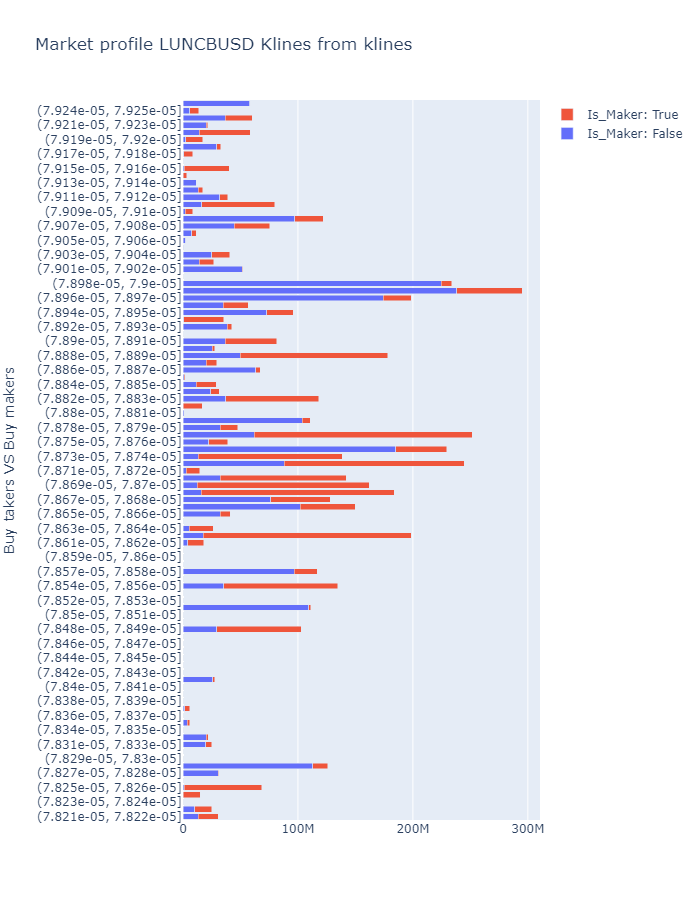 Market profile LUNCBUSD Klines from klines
Is_Maker: True
Is_Maker: False
Buy takers VS Buy makers
(7.924e-05, 7.925e-05]
(7.921e-05, 7.923e-05]
(7.919e-05, 7.92e-05]
(7.917e-05, 7.918e-05]
(7.915e-05, 7.916e-05]
(7.913e-05, 7.914e-05]
(7.911e-05, 7.912e-05]
(7.909e-05, 7.91e-05]
(7.907e-05, 7.908e-05]
(7.905e-05, 7.906e-05]
(7.903e-05, 7.904e-05]
(7.901e-05, 7.902e-05]
(7.898e-05, 7.9e-05]
(7.896e-05, 7.897e-05]
(7.894e-05, 7.895e-05]
(7.892e-05, 7.893e-05]
(7.89e-05, 7.891e-05]
(7.888e-05, 7.889e-05]
(7.886e-05, 7.887e-05]
(7.884e-05, 7.885e-05]
(7.882e-05, 7.883e-05]
(7.88e-05, 7.881e-05]
(7.878e-05, 7.879e-05]
(7.875e-05, 7.876e-05]
(7.873e-05, 7.874e-05]
(7.871e-05, 7.872e-05]
(7.869e-05, 7.87e-05]
(7.867e-05, 7.868e-05]
(7.865e-05, 7.866e-05]
(7.863e-05, 7.864e-05]
(7.861e-05, 7.862e-05]
(7.859e-05, 7.86e-05]
(7.857e-05, 7.858e-05]
(7.854e-05, 7.856e-05]
(7.852e-05, 7.853e-05]
(7.85e-05, 7.851e-05]
(7.848e-05, 7.849e-05]
(7.846e-05, 7.847e-05]
(7.844e-05, 7.845e-05]
(7.842e-05, 7.843e-05]
(7.84e-05, 7.841e-05]
(7.838e-05, 7.839e-05]
(7.836e-05, 7.837e-05]
(7.834e-05, 7.835e-05]
(7.831e-05, 7.833e-05]
(7.829e-05, 7.83e-05]
(7.827e-05, 7.828e-05]
(7.825e-05, 7.826e-05]
(7.823e-05, 7.824e-05]
(7.821e-05, 7.822e-05]
0 100M 200M 300M